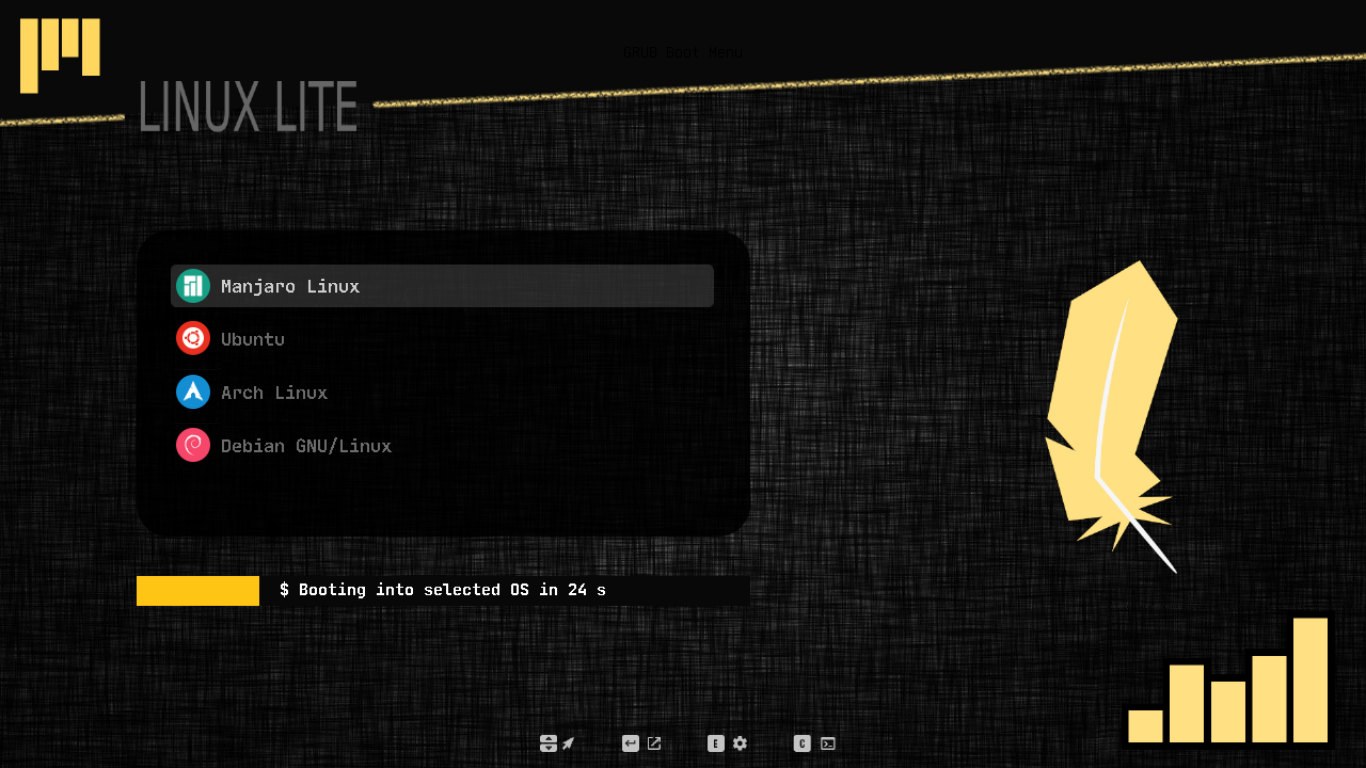 GRUB Boot Menu
LINUX LITE
Manjaro Linux
Ubuntu
Arch Linux
Debian GNU/Linux
$ Booting into selected OS in 24 s
E
C